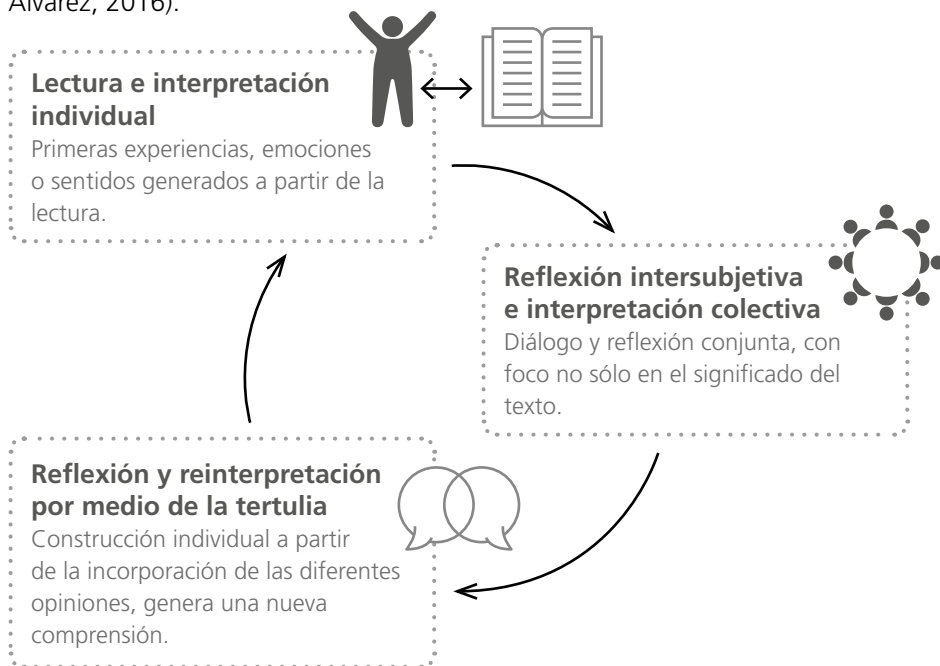 Álvarez, 2016).
Lectura e interpretación
individual
Primeras experiencias, emociones
o sentidos generados a partir de la
lectura.
Reflexión intersubjetiva
e interpretación colectiva
Diálogo y reflexión conjunta, con
foco no sólo en el significado del
texto.
Reflexión y reinterpretación
por medio de la tertulia
Construcción individual a partir
de la incorporación de las diferentes
opiniones, genera una nueva
comprensión.